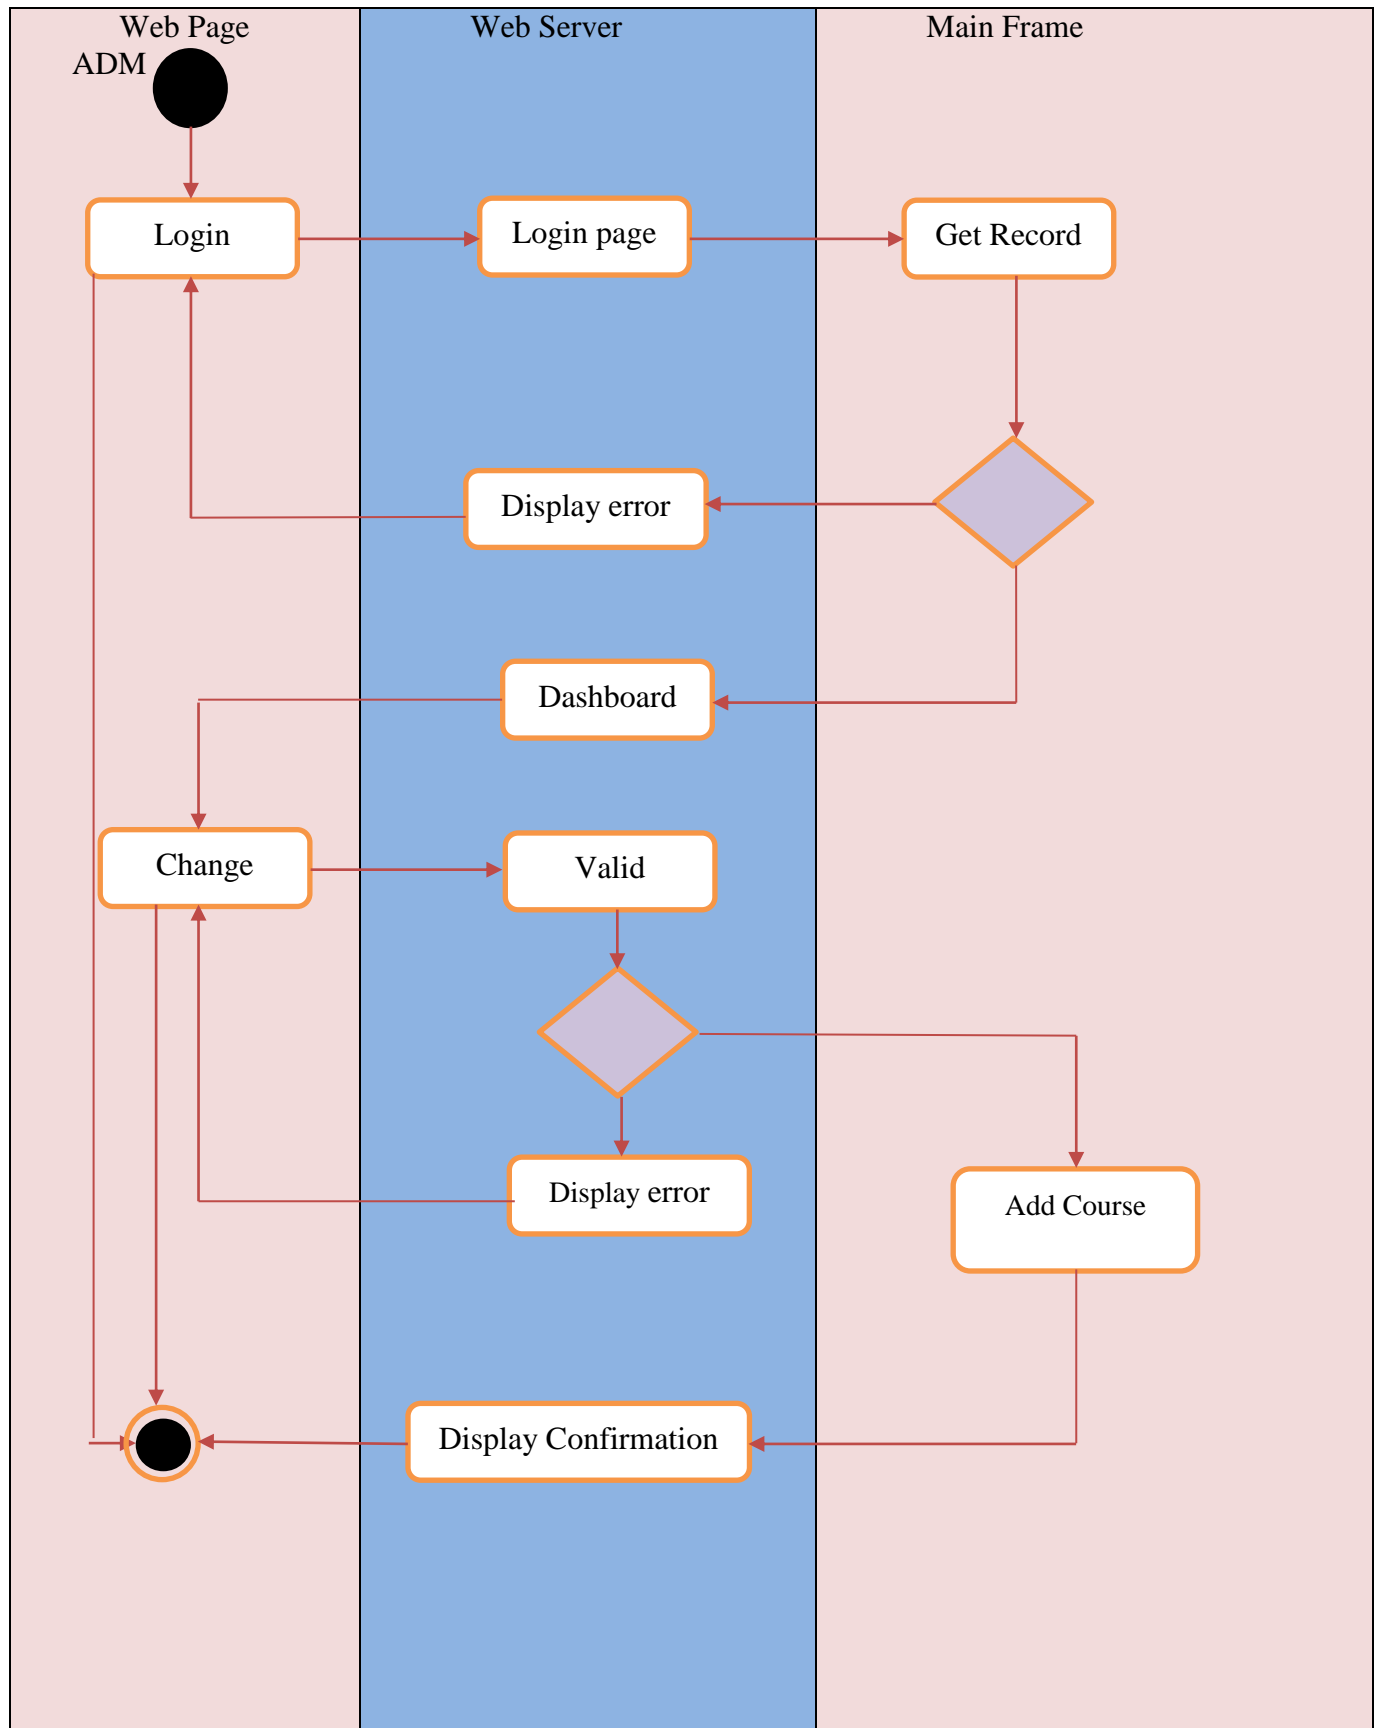 Web Page
Web Server
Main Frame
ADM
Login
Login page
Get Record
Display error
Dashboard
Change
Valid
Display error
Add Course
Display Confirmation